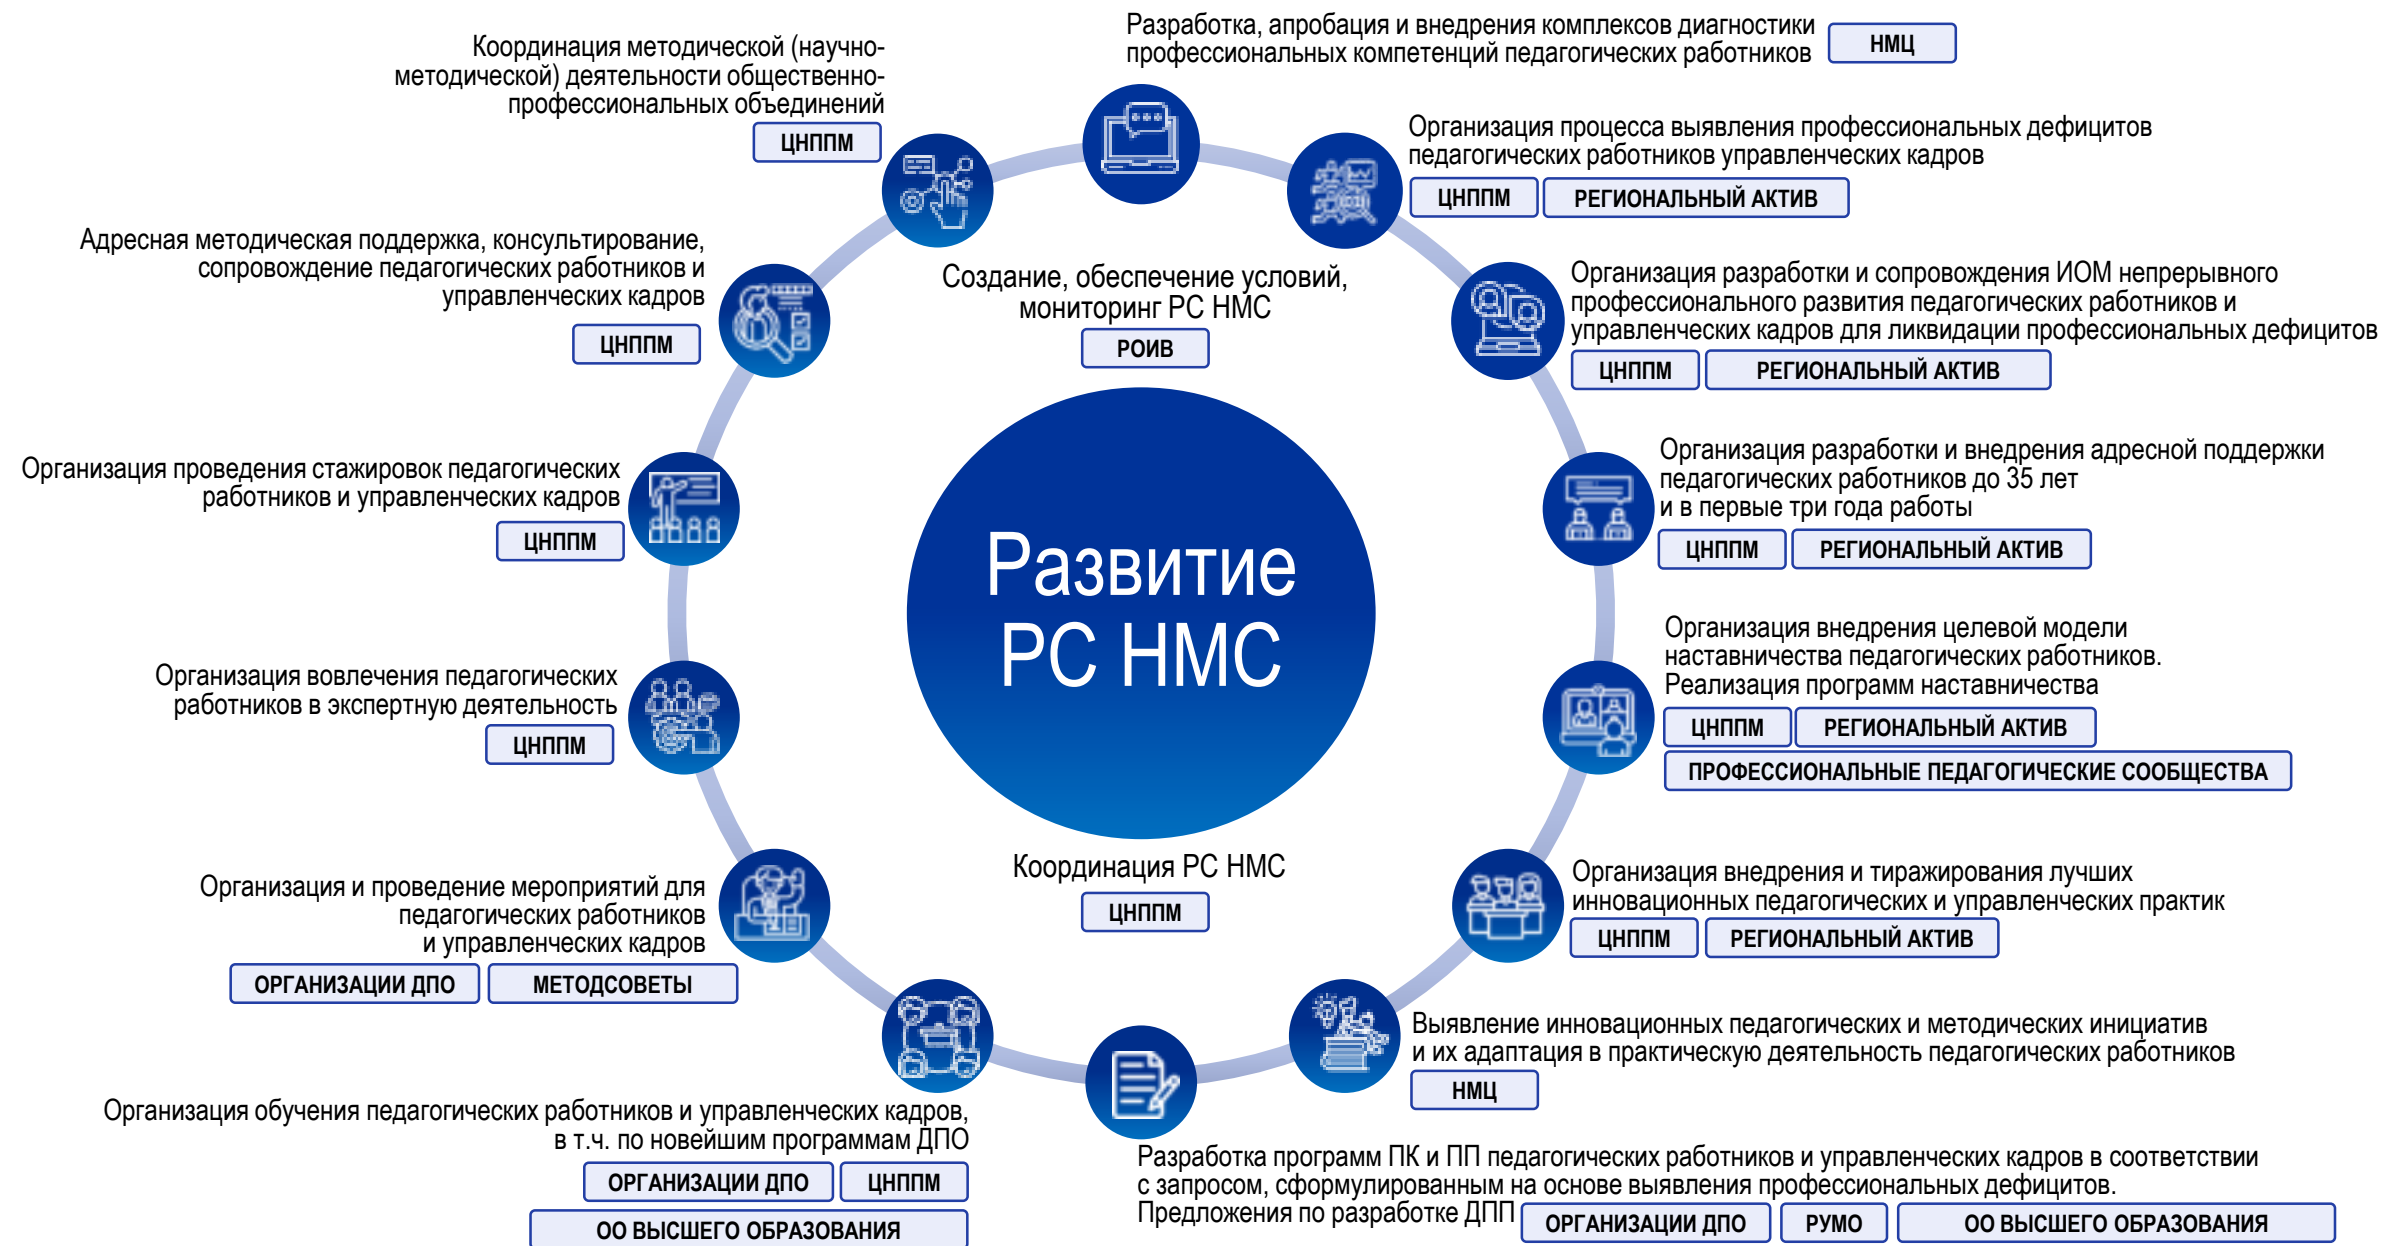 Разработка, апробация и внедрения комплексов диагностики
профессиональных компетенций педагогических работников
НМЦ
Организация процесса выявления профессиональных дефицитов
педагогических работников управленческих кадров
ЦНППМ
РЕГИОНАЛЬНЫЙ АКТИВ
Организация разработки и сопровождения ИОМ непрерывного
профессионального развития педагогических работников и
управленческих кадров для ликвидации профессиональных дефицитов
ЦНППМ
РЕГИОНАЛЬНЫЙ АКТИВ
Организация разработки и внедрения адресной поддержки
педагогических работников до 35 лет
и в первые три года работы
ЦНППМ
РЕГИОНАЛЬНЫЙ АКТИВ
Организация внедрения целевой модели
наставничества педагогических работников.
Реализация программ наставничества
ЦНППМ
РЕГИОНАЛЬНЫЙ АКТИВ
ПРОФЕССИОНАЛЬНЫЕ ПЕДАГОГИЧЕСКИЕ СООБЩЕСТВА
Организация внедрения и тиражирования лучших
инновационных педагогических и управленческих практик
ЦНППМ
РЕГИОНАЛЬНЫЙ АКТИВ
Выявление инновационных педагогических и методических инициатив
и их адаптация в практическую деятельность педагогических работников
НМЦ
Разработка программ ПК и ПП педагогических работников и управленческих кадров в соответствии
с запросом, сформулированным на основе выявления профессиональных дефицитов.
Предложения по разработке ДПП
ОРГАНИЗАЦИИ ДПО
РУМО
ОО ВЫСШЕГО ОБРАЗОВАНИЯ
Организация обучения педагогических работников и управленческих кадров,
в т.ч. по новейшим программам ДПО
ОРГАНИЗАЦИИ ДПО
ЦНППМ
ОО ВЫСШЕГО ОБРАЗОВАНИЯ
Организация и проведение мероприятий для
педагогических работников
и управленческих кадров
ОРГАНИЗАЦИИ ДПО
МЕТОДСОВЕТЫ
Организация вовлечения педагогических
работников в экспертную деятельность
ЦНППМ
Организация проведения стажировок педагогических
работников и управленческих кадров
ЦНППМ
Адресная методическая поддержка, консультирование,
сопровождение педагогических работников и
управленческих кадров
ЦНППМ
Координация методической (научно-
методической) деятельности общественно-
профессиональных объединений
ЦНППМ
Создание, обеспечение условий,
мониторинг РС НМС
РОИВ
Развитие
РС НМС
Координация РС НМС
ЦНППМ